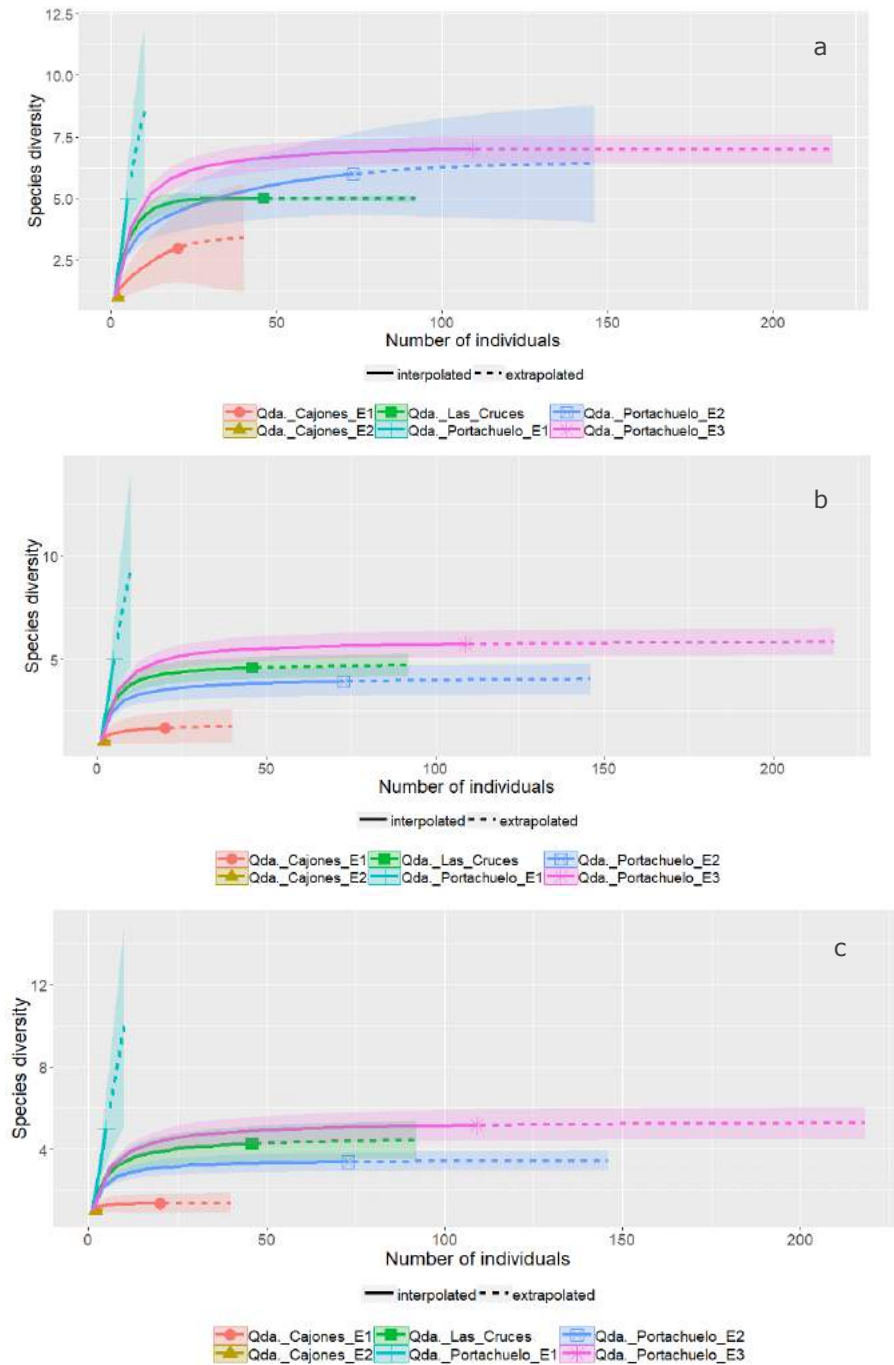 12.5
a
10.0
7.5
5.0
2.5
Species diversity
0 50 100 150 200
Number of individuals
interpolated extrapolated
Qda._Cajones_E1 Qda._Las_Cruces Qda._Portachuelo_E2
Qda._Cajones_E2 Qda._Portachuelo_E1 Qda._Portachuelo_E3
b
10
5
Species diversity
0 50 100 150 200
Number of individuals
interpolated extrapolated
Qda._Cajones_E1 Qda._Las_Cruces Qda._Portachuelo_E2
Qda._Cajones_E2 Qda._Portachuelo_E1 Qda._Portachuelo_E3
c
12
8
4
Species diversity
0 50 100 150 200
Number of individuals
interpolated extrapolated
Qda._Cajones_E1 Qda._Las_Cruces Qda._Portachuelo_E2
Qda._Cajones_E2 Qda._Portachuelo_E1 Qda._Portachuelo_E3